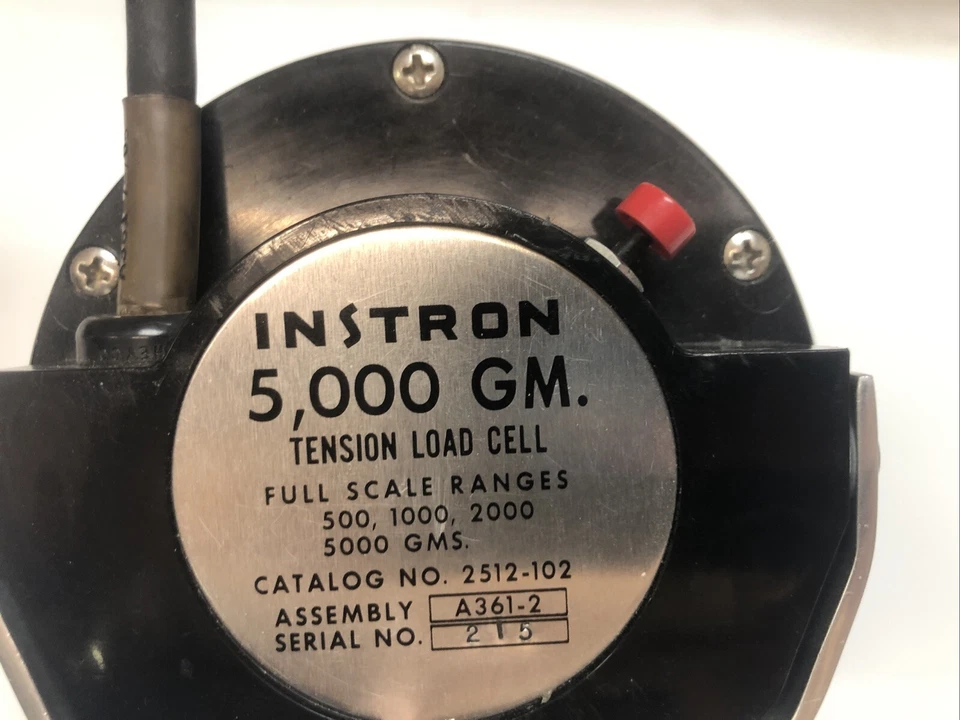 INSTRON
5,000 GM.
TENSION LOAD CELL
FULL SCALE RANGES
500, 1000, 2000
5000 GMS.
CATALOG NO. 2512-102
ASSEMBLY A361-2
SERIAL NO. 215